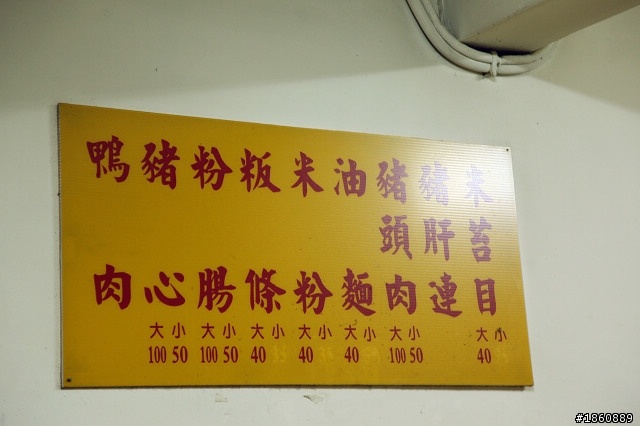 米苔目
大 小
40
豬肝連
豬頭肉
大 小
100 50
油麵
大 小
40
米粉
大 小
40
粄條
大 小
40
粉腸
大 小
100 50
豬心
大 小
100 50
鴨肉
#1860889